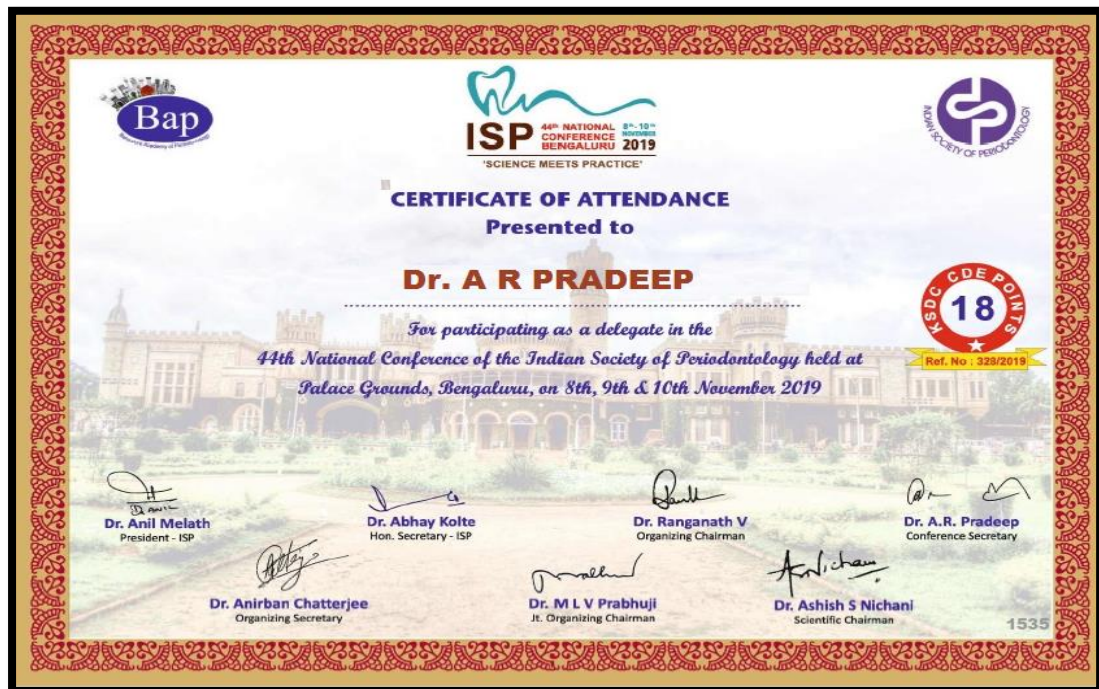 Bap
ISP
44th NATIONAL
CONFERENCE
BENGALURU
8th-10th
NOVEMBER
2019
'SCIENCE MEETS PRACTICE'
INDIAN SOCIETY OF PERIODONTOLOGY
CERTIFICATE OF ATTENDANCE
Presented to
Dr. A R PRADEEP
KSDC CDE POINTS
18
Ref. No : 328/2019
For participating as a delegate in the
44th National Conference of the Indian Society of Periodontology held at
Palace Grounds, Bengaluru, on 8th, 9th & 10th November 2019
Dr. Anil Melath
President - ISP
Dr. Abhay Kolte
Hon. Secretary - ISP
Dr. Ranganath V
Organizing Chairman
Dr. A.R. Pradeep
Conference Secretary
Dr. Anirban Chatterjee
Organizing Secretary
Dr. M L V Prabhuji
Jt. Organizing Chairman
Dr. Ashish S Nichani
Scientific Chairman
1535